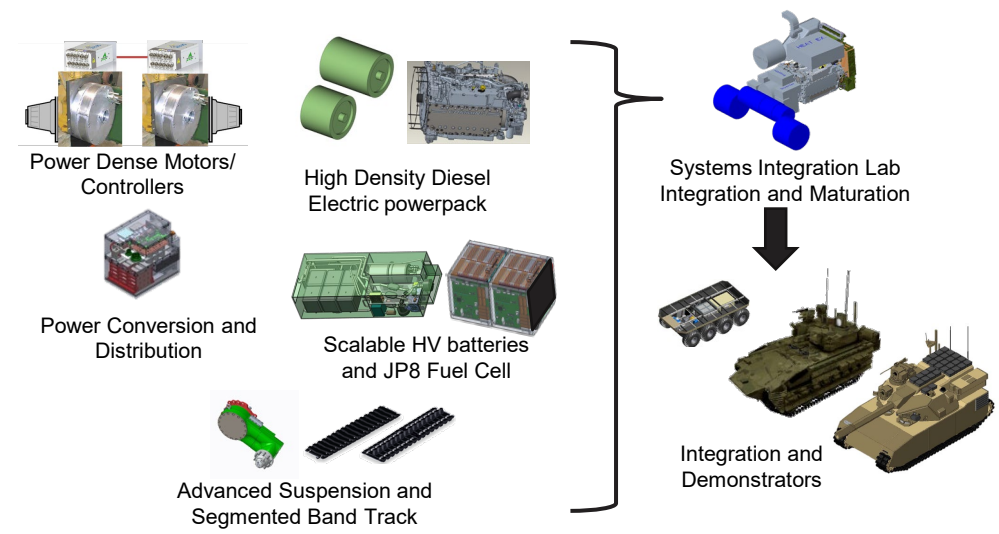 Power Dense Motors/
Controllers
High Density Diesel
Electric powerpack
Power Conversion and
Distribution
Scalable HV batteries
and JP8 Fuel Cell
Advanced Suspension and
Segmented Band Track
Systems Integration Lab
Integration and Maturation
Integration and
Demonstrators